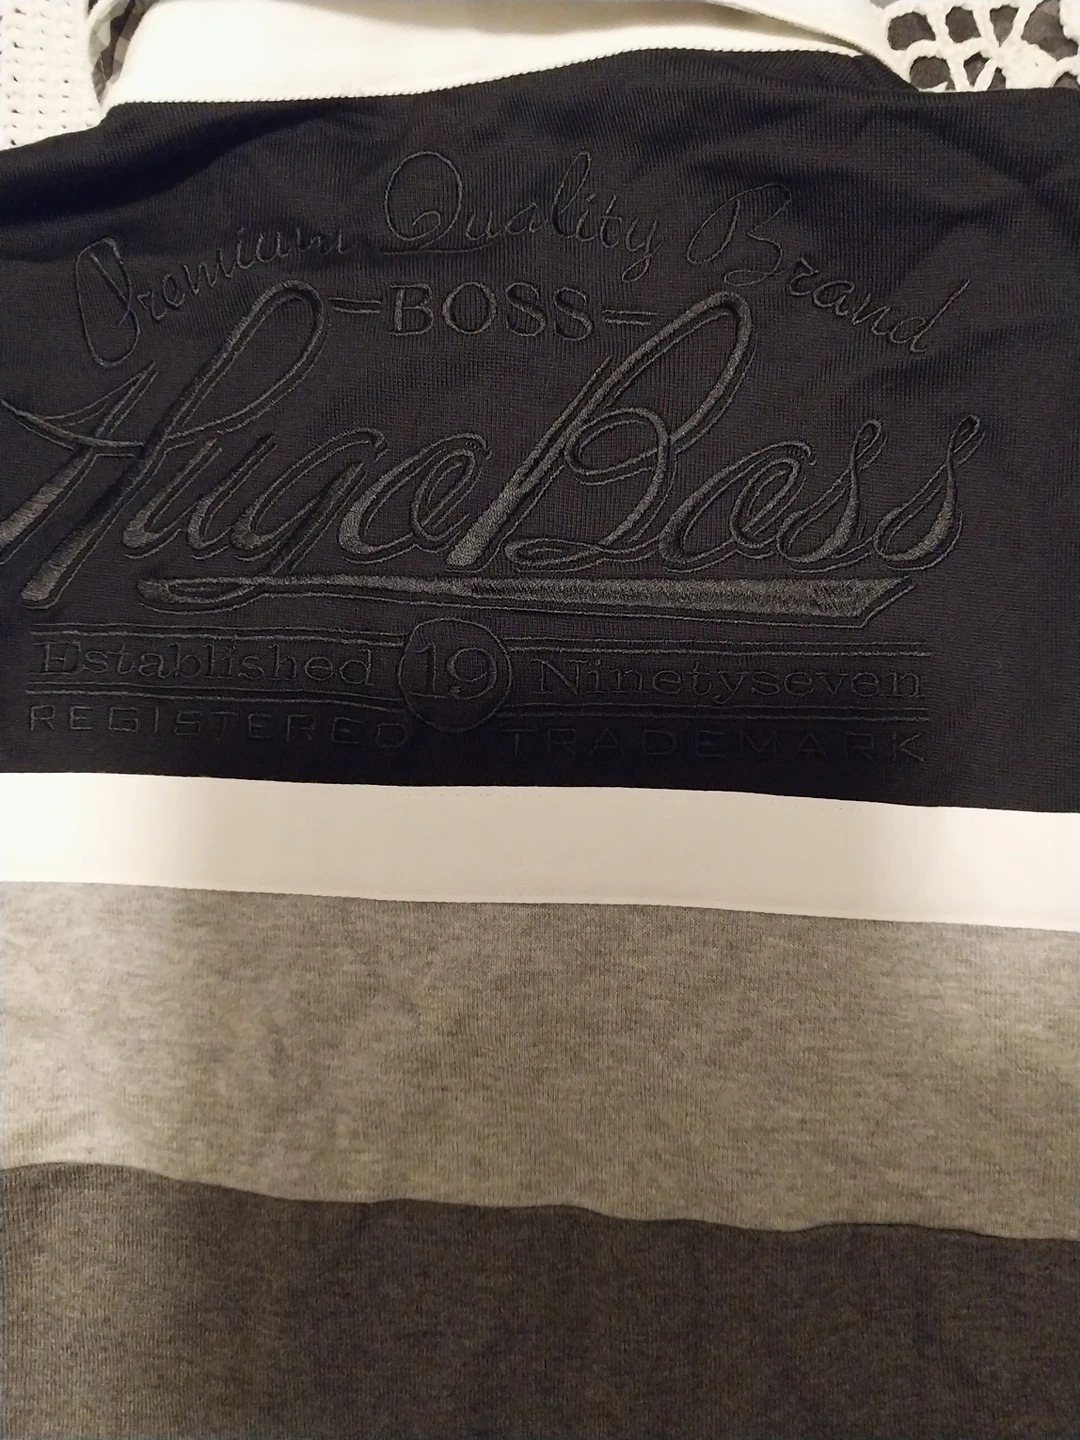 Premium Quality Brand
-BOSS-
Hugo Boss
Established 19 Ninetyseven
REGISTERED TRADEMARK